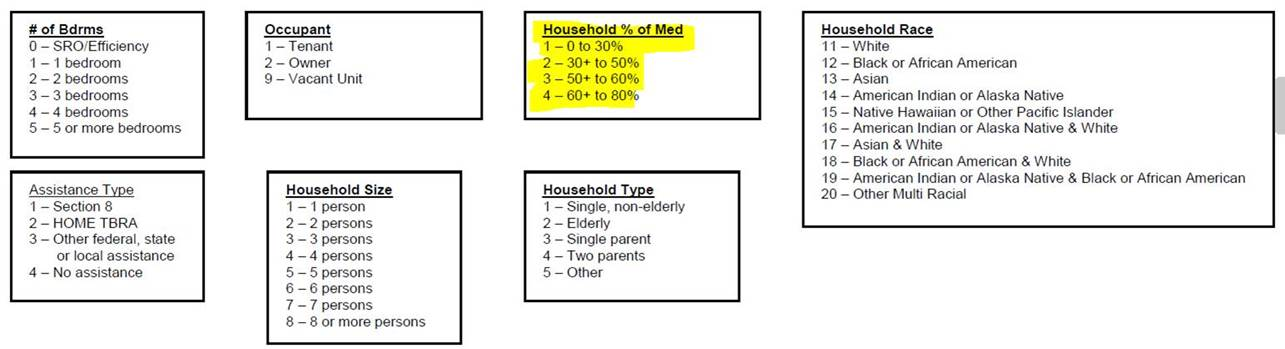 # of Bdrms
0 – SRO/Efficiency
1 – 1 bedroom
2 – 2 bedrooms
3 – 3 bedrooms
4 – 4 bedrooms
5 – 5 or more bedrooms
Occupant
1 – Tenant
2 – Owner
9 – Vacant Unit
Household % of Med
1 – 0 to 30%
2 – 30+ to 50%
3 – 50+ to 60%
4 – 60+ to 80%
Household Race
11 – White
12 – Black or African American
13 – Asian
14 – American Indian or Alaska Native
15 – Native Hawaiian or Other Pacific Islander
16 – American Indian or Alaska Native & White
17 – Asian & White
18 – Black or African American & White
19 – American Indian or Alaska Native & Black or African American
20 – Other Multi Racial
Assistance Type
1 – Section 8
2 – HOME TBRA
3 – Other federal, state
or local assistance
4 – No assistance
Household Size
1 – 1 person
2 – 2 persons
3 – 3 persons
4 – 4 persons
5 – 5 persons
6 – 6 persons
7 – 7 persons
8 – 8 or more persons
Household Type
1 – Single, non-elderly
2 – Elderly
3 – Single parent
4 – Two parents
5 – Other